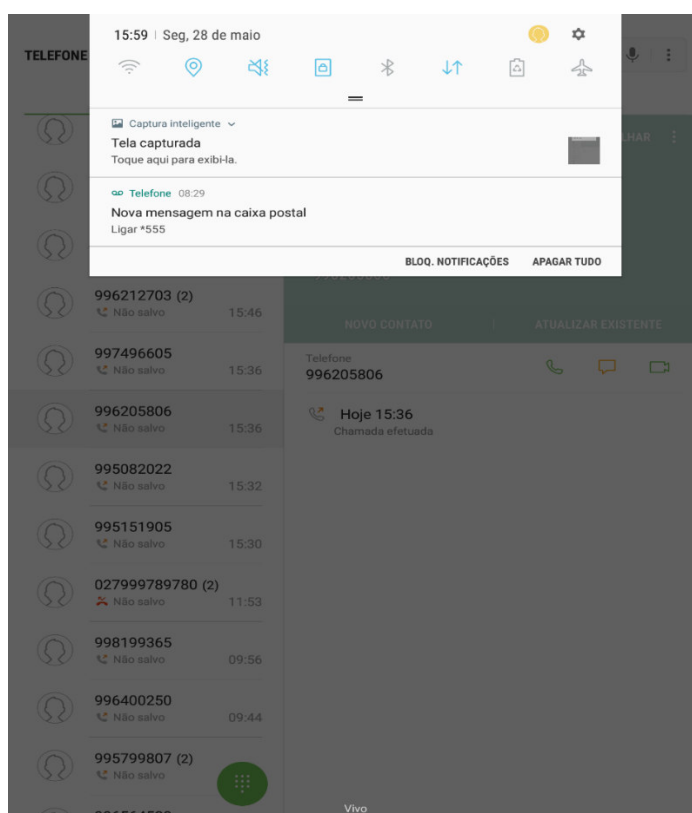 15:59 | Seg, 28 de maio
TELEFONE
Captura inteligente
Tela capturada
Toque aqui para exibi-la.
LHAR
Telefone 08:29
Nova mensagem na caixa postal
Ligar *555
BLOQ. NOTIFICAÇÕES APAGAR TUDO
996212703 (2)
Não salvo 15:46
NOVO CONTATO | ATUALIZAR EXISTENTE
997496605
Não salvo 15:36
Telefone
996205806
996205806
Não salvo 15:36
Hoje 15:36
Chamada efetuada
995082022
Não salvo 15:32
995151905
Não salvo 15:30
027999789780 (2)
Não salvo 11:53
998199365
Não salvo 09:56
996400250
Não salvo 09:44
995799807 (2)
Não salvo
Vivo